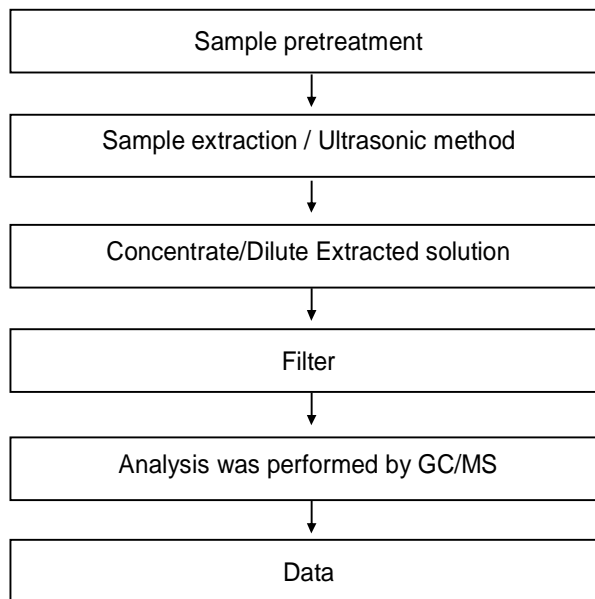 Sample pretreatment
Sample extraction / Ultrasonic method
Concentrate/Dilute Extracted solution
Filter
Analysis was performed by GC/MS
Data